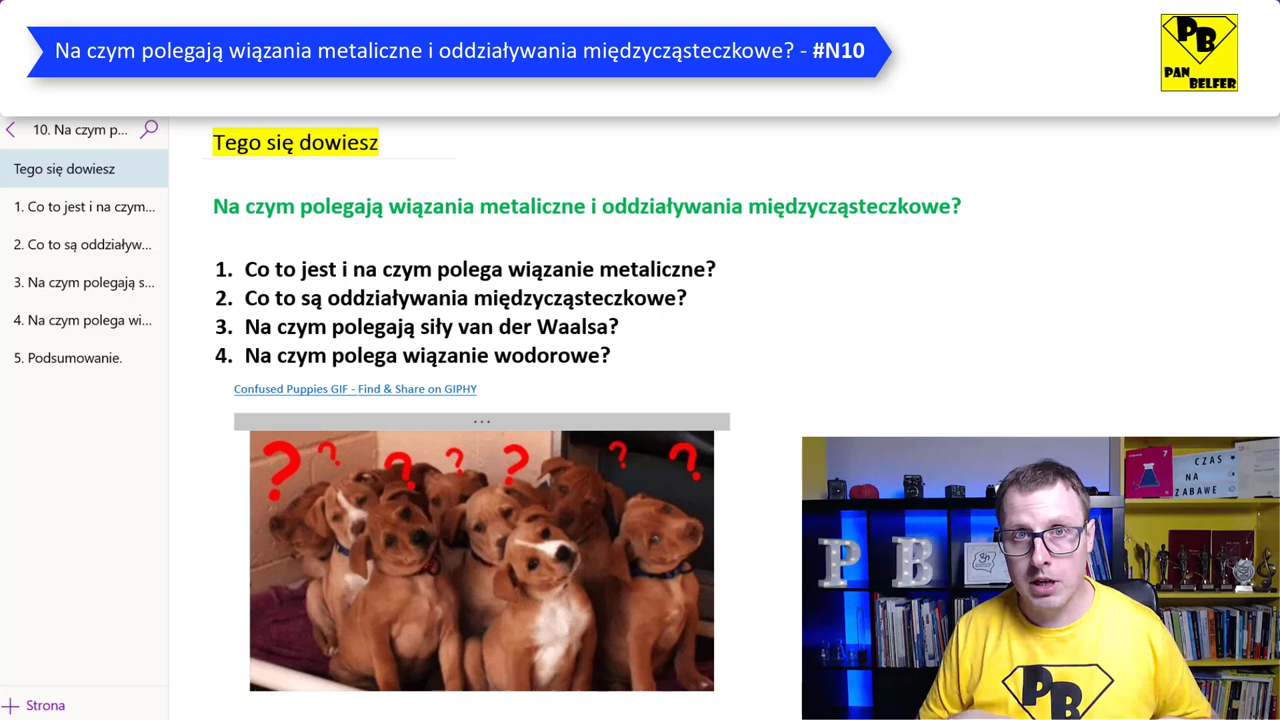 Na czym polegają wiązania metaliczne i oddziaływania międzycząsteczkowe? - #N10
PB
PAN
BELFER
10. Na czym p...
Tego się dowiesz
1. Co to jest i na czym...
2. Co to są oddziaływ...
3. Na czym polegają s...
4. Na czym polega wi...
5. Podsumowanie.
Strona
Tego się dowiesz
Na czym polegają wiązania metaliczne i oddziaływania międzycząsteczkowe?
1. Co to jest i na czym polega wiązanie metaliczne?
2. Co to są oddziaływania międzycząsteczkowe?
3. Na czym polegają siły van der Waalsa?
4. Na czym polega wiązanie wodorowe?
Confused Puppies GIF - Find & Share on GIPHY
...
? ? ? ? ? ? ?
7
CZAS
NA
ZABAWE
P B
PB